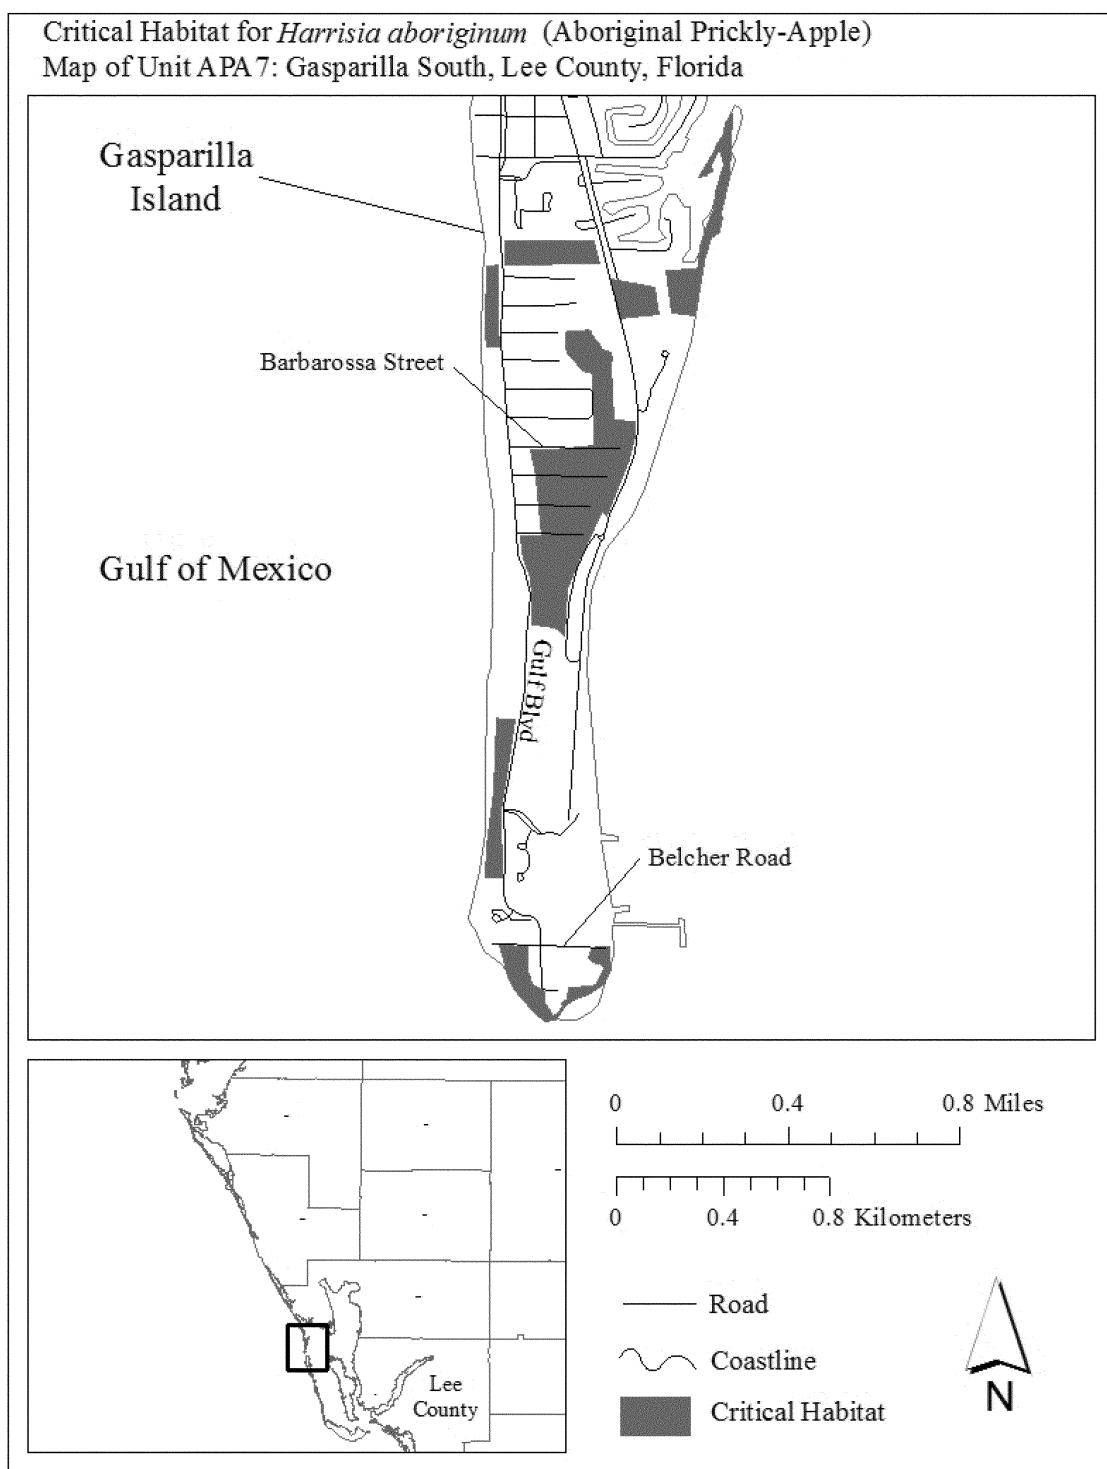 Critical Habitat for Harrisia aboriginum (Aboriginal Prickly-Apple)
Map of Unit APA7: Gasparilla South, Lee County, Florida
Gasparilla
Island
Barbarossa Street
Gulf of Mexico
Gulf Blvd
Belcher Road
0 0.4 0.8 Miles
0 0.4 0.8 Kilometers
Road
Coastline
Critical Habitat
N
Lee
County